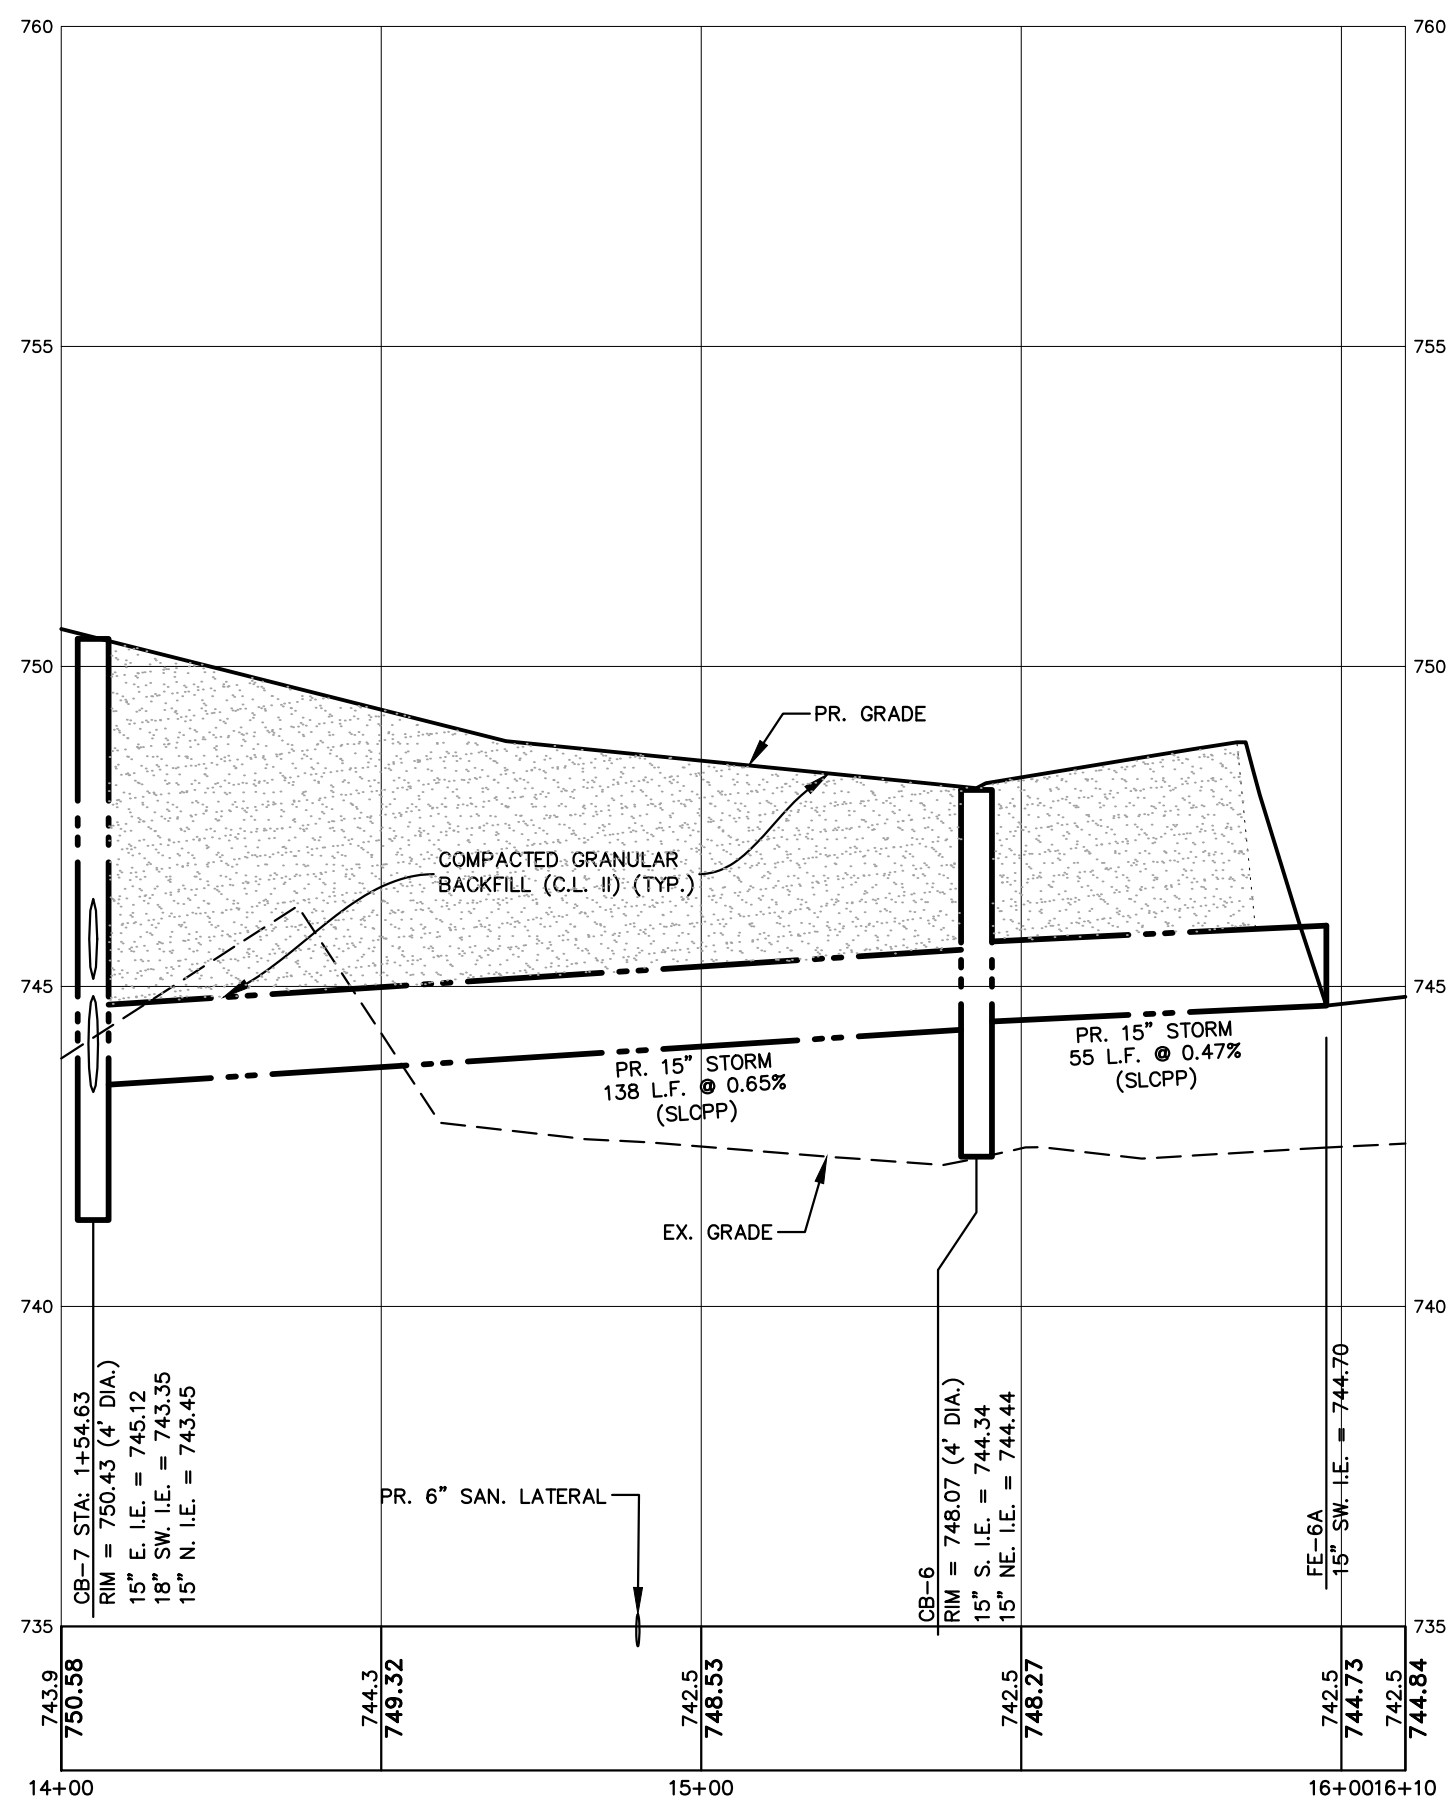 760
760
755
755
750
750
PR. GRADE
COMPACTED GRANULAR
BACKFILL (C.L. II) (TYP.)
745
745
PR. 15" STORM
138 L.F. @ 0.65%
(SLCPP)
PR. 15" STORM
55 L.F. @ 0.47%
(SLCPP)
EX. GRADE
740
740
CB-7 STA: 1+54.63
RIM = 750.43 (4' DIA.)
15" E. I.E. = 745.12
18" SW. I.E. = 743.35
15" N. I.E. = 743.45
PR. 6" SAN. LATERAL
CB-6
RIM = 748.07 (4' DIA.)
15" S. I.E. = 744.34
15" NE. I.E. = 744.44
FE-6A
15" SW. I.E. = 744.70
735
735
743.9
750.58
744.3
749.32
742.5
748.53
742.5
748.27
742.5
744.73
742.5
744.84
14+00
15+00
16+00
16+10